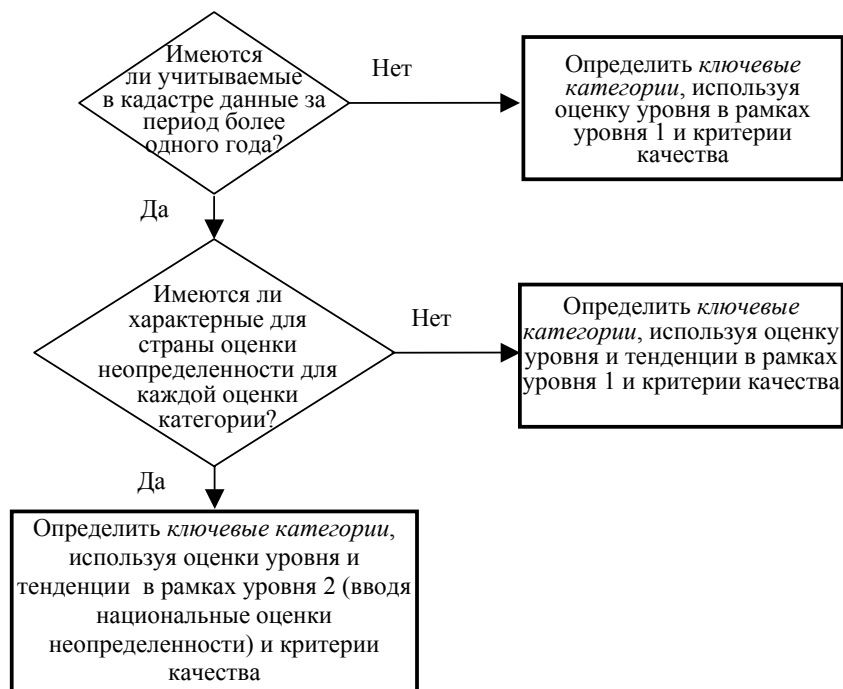 Имеются
ли учитываемые
в кадастре данные за
период более
одного года?
Нет
Определить ключевые
категории, используя
оценку уровня в рамках
уровня 1 и критерии
качества
Да
Имеются ли
характерные для
страны оценки
неопределенности для
каждой оценки
категории?
Нет
Определить ключевые
категории, используя оценку
уровня и тенденции в рамках
уровня 1 и критерии качества
Да
Определить ключевые категории,
используя оценки уровня и
тенденции в рамках уровня 2 (вводя
национальные оценки
неопределенности) и критерии
качества